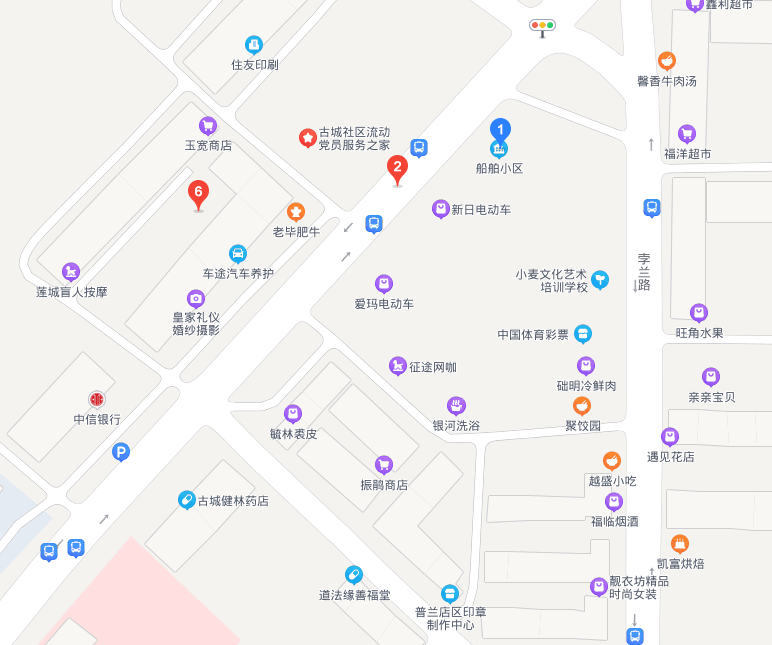 鑫利超市
住友印刷
馨香牛肉汤
1
古城社区流动
党员服务之家
玉宽商店
2
船舶小区
福洋超市
6
新日电动车
老毕肥牛
车途汽车养护
孛兰路
小麦文化艺术
培训学校
莲城盲人按摩
爱玛电动车
皇家礼仪
婚纱摄影
中国体育彩票
旺角水果
征途网咖
础明冷鲜肉
亲亲宝贝
中信银行
毓林裘皮
银河洗浴
聚饺园
P
遇见花店
振鹃商店
越盛小吃
古城健林药店
福临烟酒
凯富烘焙
道法缘善福堂
靓衣坊精品
时尚女装
普兰店区印章
制作中心